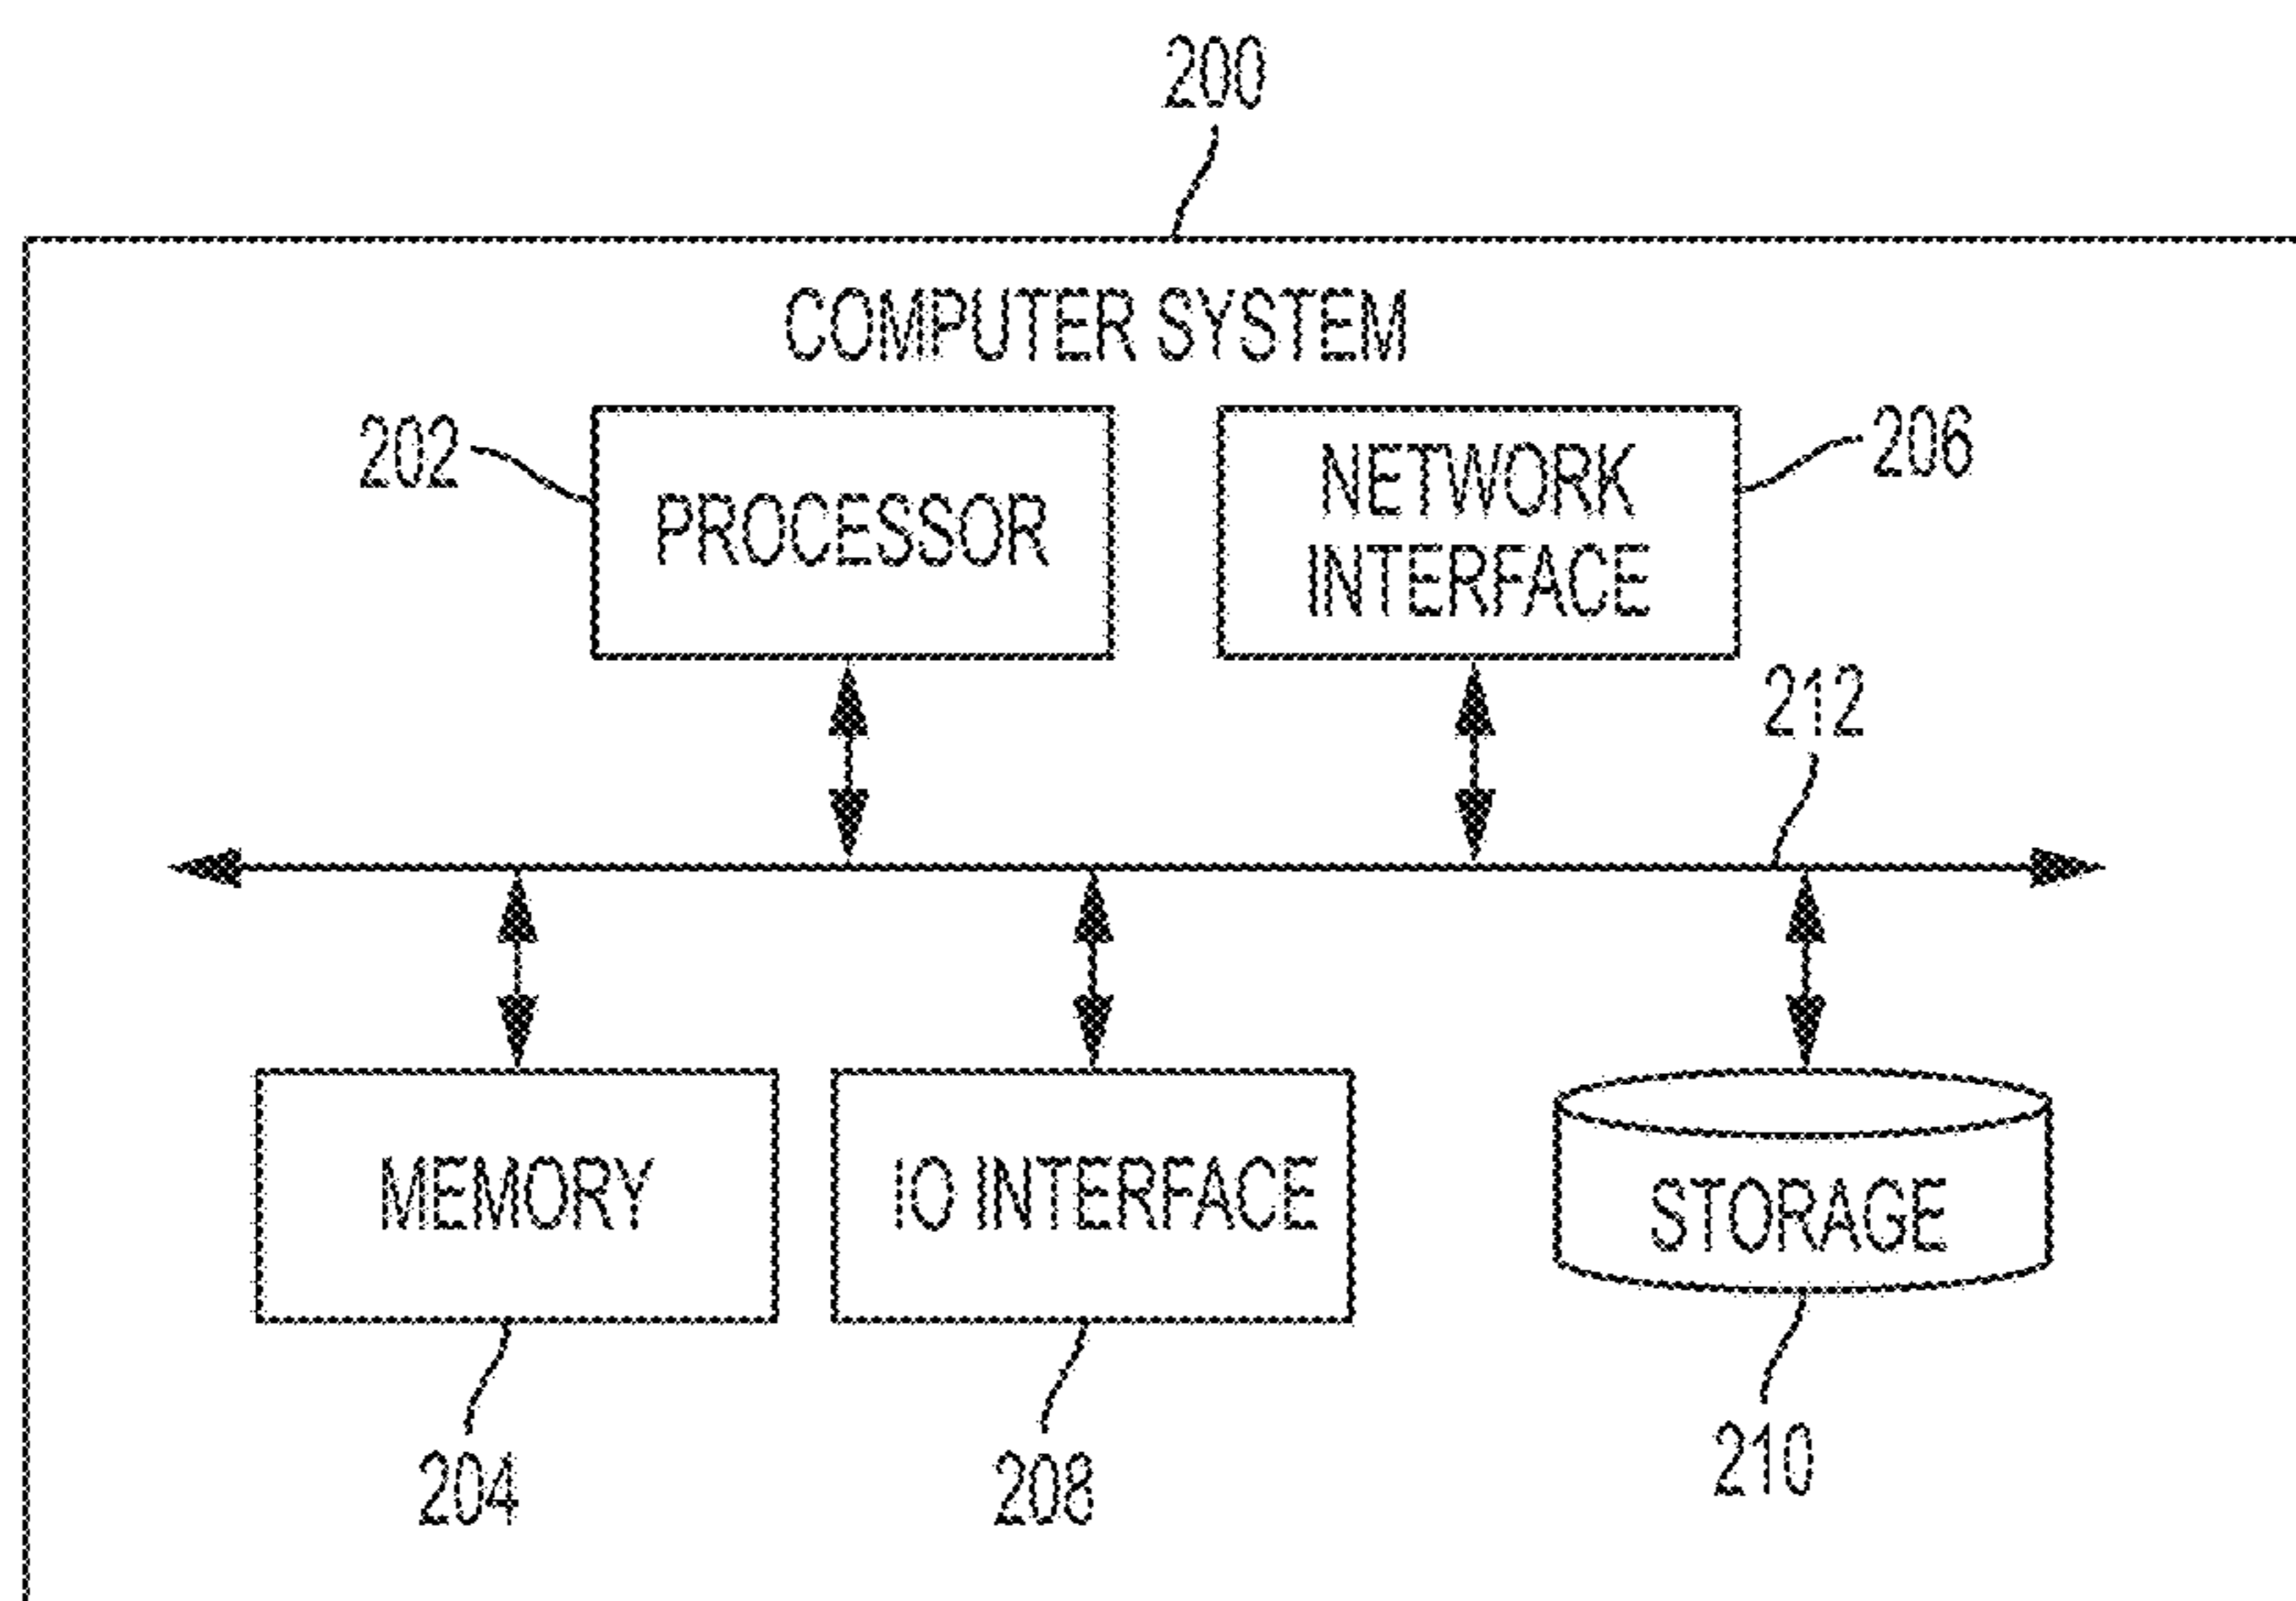 200
COMPUTER SYSTEM
202
PROCESSOR
NETWORK
INTERFACE
206
212
MEMORY
IO INTERFACE
STORAGE
204
208
210